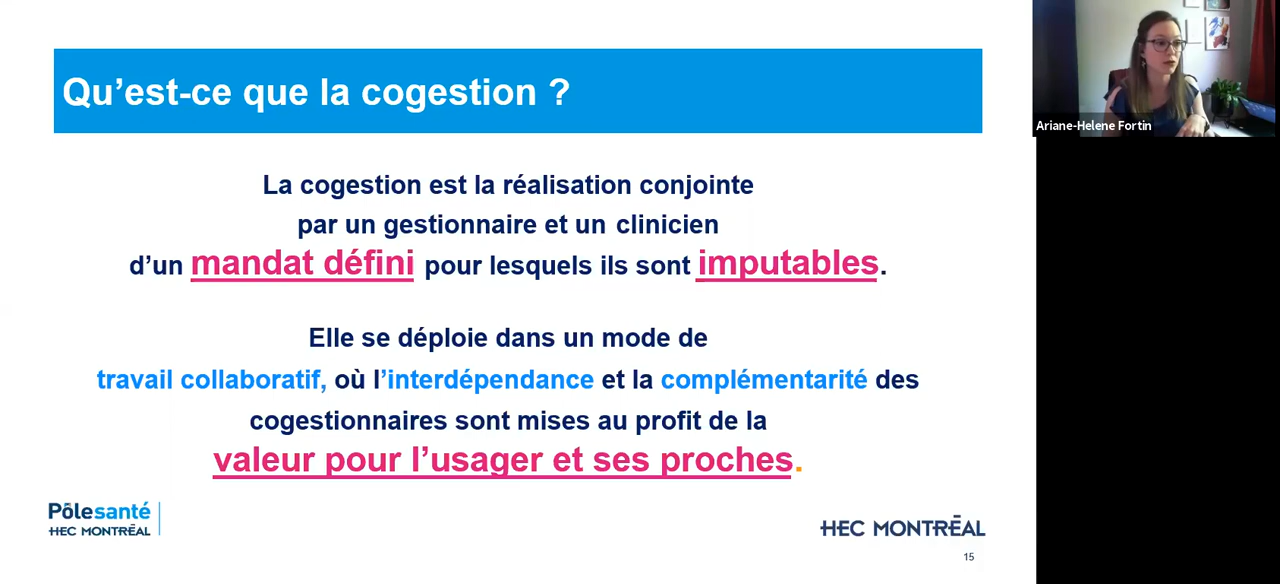 Qu’est-ce que la cogestion ?
Ariane-Helene Fortin
La cogestion est la réalisation conjointe
par un gestionnaire et un clinicien
d’un mandat défini pour lesquels ils sont imputables.
Elle se déploie dans un mode de
travail collaboratif, où l’interdépendance et la complémentarité des
cogestionnaires sont mises au profit de la
valeur pour l’usager et ses proches.
Pôlesanté
HEC MONTRÉAL
HEC MONTRÉAL
15